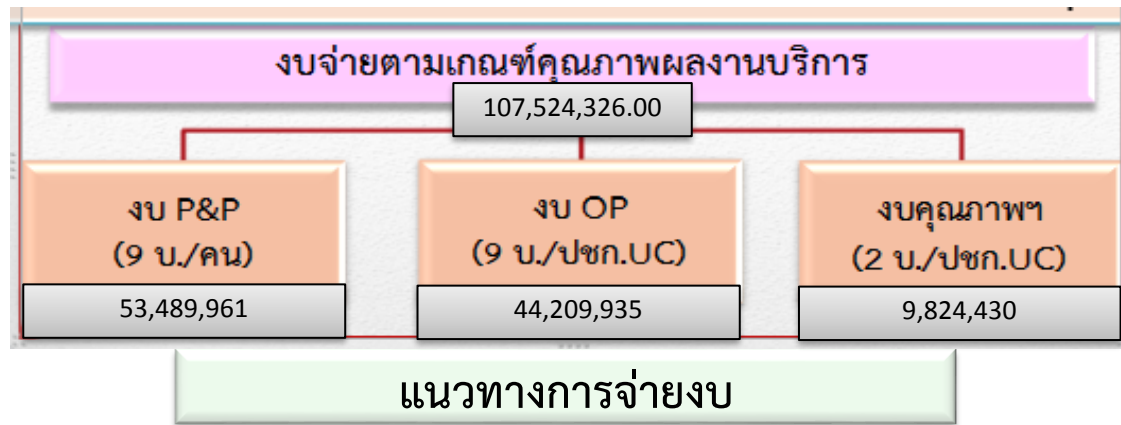 งบจ่ายตามเกณฑ์คุณภาพผลงานบริการ
107,524,326.00
งบ P&P
(9 บ./คน)
53,489,961
งบ OP
(9 บ./ปชก.UC)
44,209,935
งบคุณภาพฯ
(2 บ./ปชก.UC)
9,824,430
แนวทางการจ่ายงบ